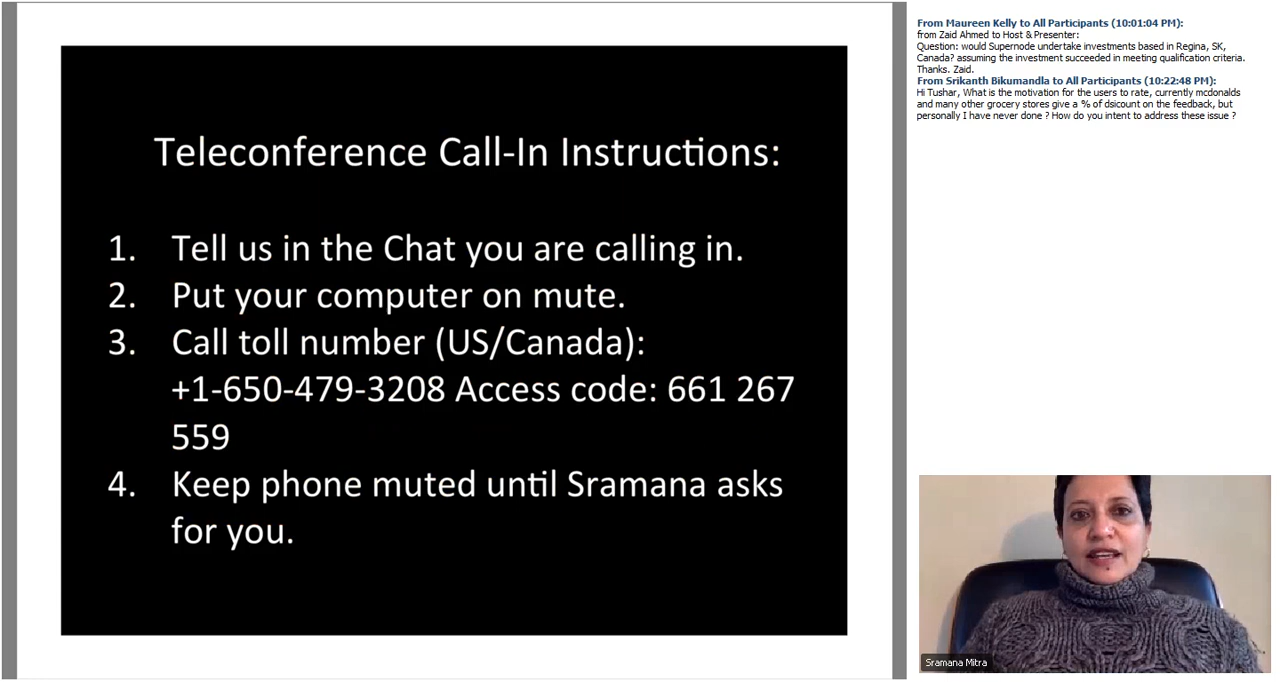 Teleconference Call-In Instructions:
1. Tell us in the Chat you are calling in.
2. Put your computer on mute.
3. Call toll number (US/Canada):
+1-650-479-3208 Access code: 661 267
559
4. Keep phone muted until Sramana asks
for you.
From Maureen Kelly to All Participants (10:01:04 PM):
from Zaid Ahmed to Host & Presenter:
Question: would Supernode undertake investments based in Regina, SK,
Canada? assuming the investment succeeded in meeting qualification criteria.
Thanks. Zaid.
From Srikanth Bikumandla to All Participants (10:22:48 PM):
Hi Tushar, What is the motivation for the users to rate, currently mcdonalds
and many other grocery stores give a % of dsicount on the feedback, but
personally I have never done ? How do you intent to address these issue ?
Sramana Mitra